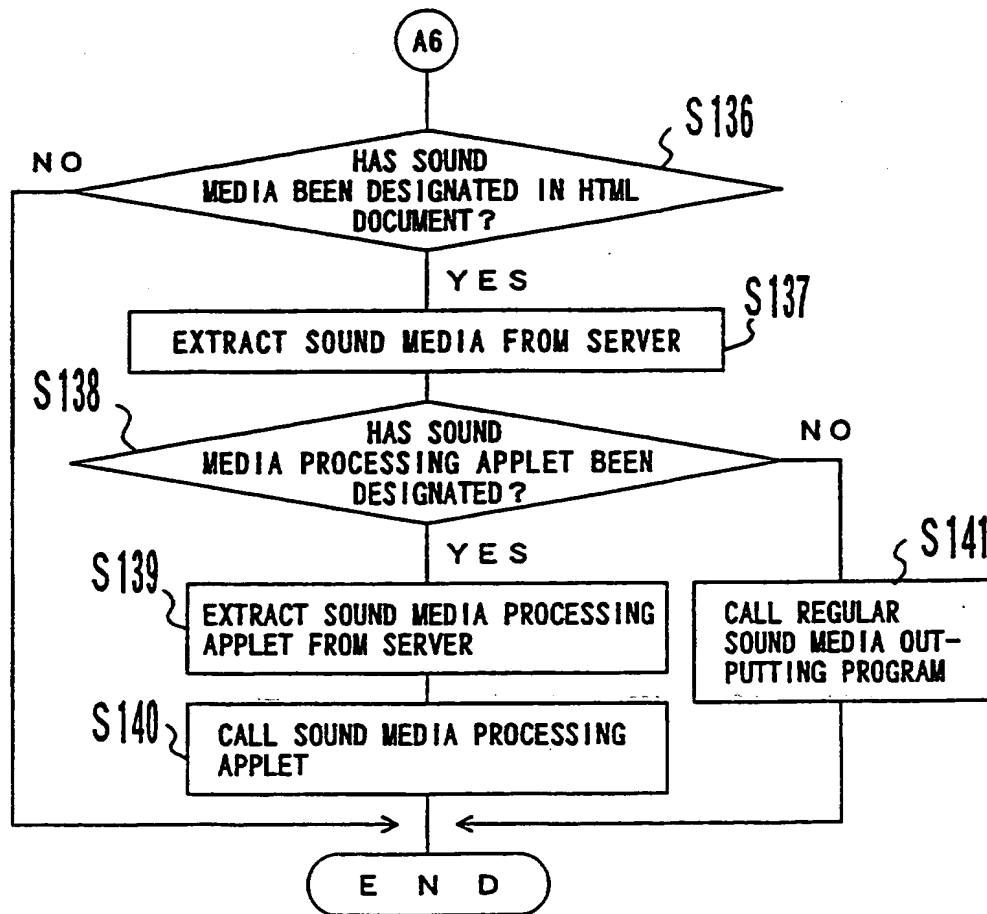 A6
S136
NO
HAS SOUND
MEDIA BEEN DESIGNATED IN HTML
DOCUMENT?
YES
S137
EXTRACT SOUND MEDIA FROM SERVER
S138
HAS SOUND
MEDIA PROCESSING APPLET BEEN
DESIGNATED?
NO
YES
S139
EXTRACT SOUND MEDIA PROCESSING
APPLET FROM SERVER
S141
CALL REGULAR
SOUND MEDIA OUT-
PUTTING PROGRAM
S140
CALL SOUND MEDIA PROCESSING
APPLET
END